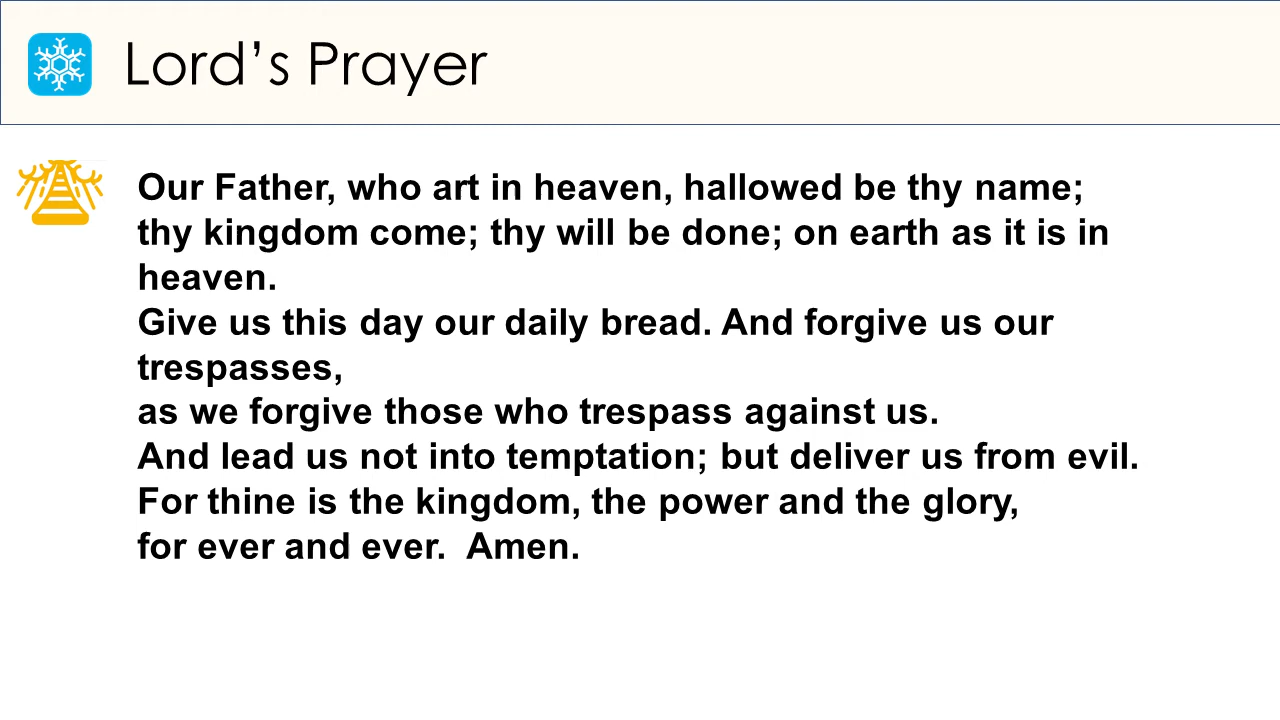 Lord’s Prayer
Our Father, who art in heaven, hallowed be thy name;
thy kingdom come; thy will be done; on earth as it is in
heaven.
Give us this day our daily bread. And forgive us our
trespasses,
as we forgive those who trespass against us.
And lead us not into temptation; but deliver us from evil.
For thine is the kingdom, the power and the glory,
for ever and ever.  Amen.